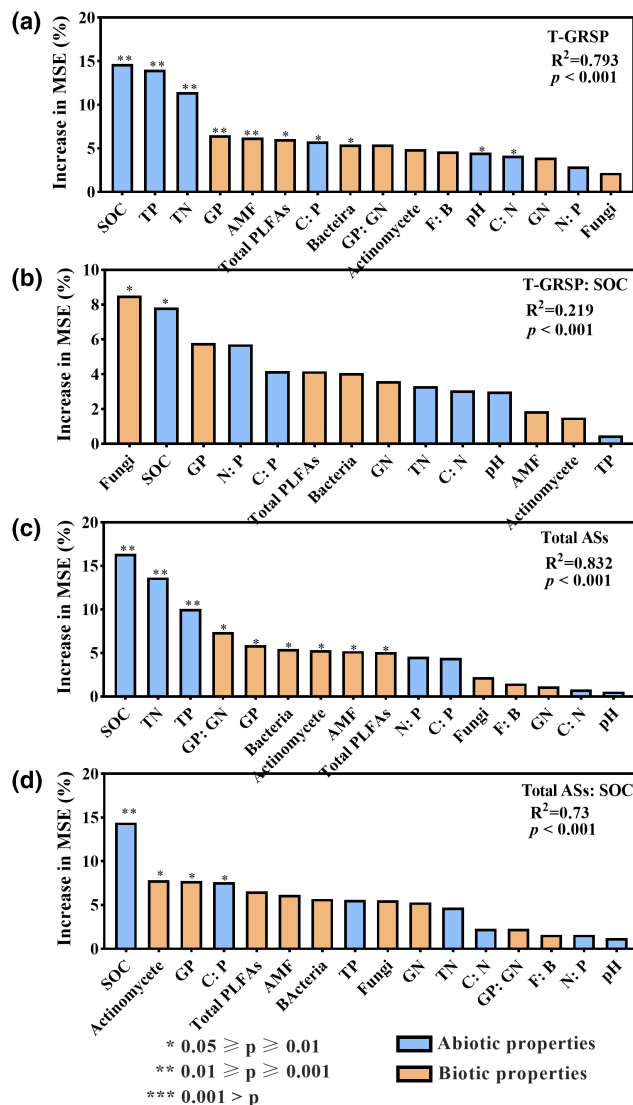 (a)
T-GRSP
R²=0.793
p < 0.001
Increase in MSE (%)
20
15
10
5
0
** ** ** ** ** * * * * *
SOC TP TN GP AMF Total PLFAs C: P Bacteira GP: GN Actinomycete F: B pH C: N GN N: P Fungi
(b)
T-GRSP: SOC
R²=0.219
p < 0.001
Increase in MSE (%)
10
8
6
4
2
0
* *
Fungi SOC GP N: P C: P Total PLFAs Bacteria GN TN C: N pH AMF Actinomycete TP
(c)
Total ASs
R²=0.832
p < 0.001
Increase in MSE (%)
20
15
10
5
0
** ** ** * * * * * *
SOC TN TP GP: GN GP Bacteria Actinomycete AMF Total PLFAs N: P C: P Fungi F: B GN C: N pH
(d)
Total ASs: SOC
R²=0.73
p < 0.001
Increase in MSE (%)
20
15
10
5
0
** * * *
SOC Actinomycete GP C: P Total PLFAs AMF BActeria TP Fungi GN TN C: N GP: GN F: B N: P pH
* 0.05 ≥ p ≥ 0.01
** 0.01 ≥ p ≥ 0.001
*** 0.001 > p
Abiotic properties
Biotic properties